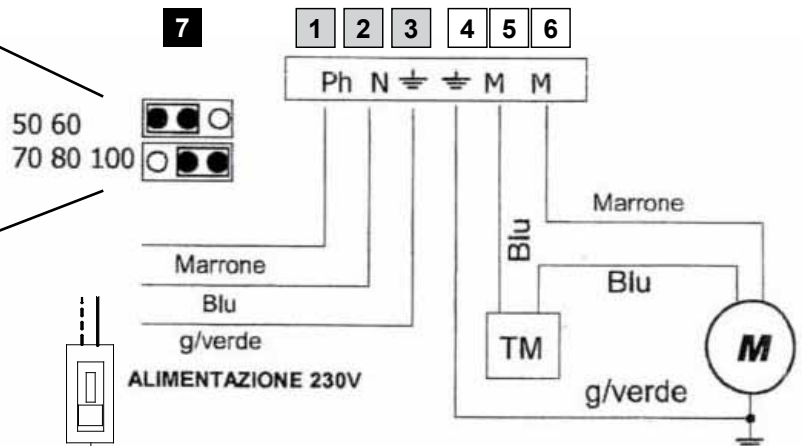 7 1 2 3 4 5 6
Ph N M M
50 60
70 80 100
Marrone
Blu
Marrone
Blu
Blu
g/verde
TM
M
ALIMENTAZIONE 230V
g/verde